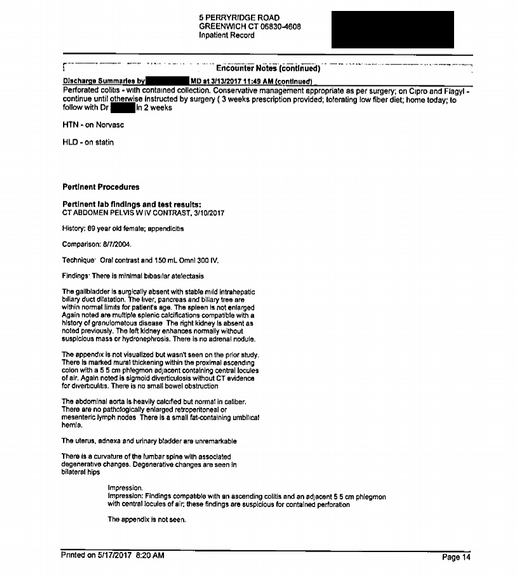 5 PERRYRIDGE ROAD
GREENWICH CT 06830-4608
Inpatient Record
Encounter Notes (continued)
Discharge Summaries by MD at 3/13/2017 11:49 AM (continued)
Perforated colitis - with contained collection. Conservative management appropriate as per surgery; on Cipro and Flagyl -
continue until otherwise instructed by surgery ( 3 weeks prescription provided; tolerating low fiber diet; home today; to
follow with Dr in 2 weeks
HTN - on Norvasc
HLD - on statin
Pertinent Procedures
Pertinent lab findings and test results:
CT ABDOMEN PELVIS W IV CONTRAST, 3/10/2017
History: 89 year old female; appendicitis
Comparison: 8/7/2004.
Technique: Oral contrast and 150 mL Omni 300 IV.
Findings: There is minimal bibasilar atelectasis
The gallbladder is surgically absent with stable mild intrahepatic
biliary duct dilatation. The liver, pancreas and biliary tree are
within normal limits for patient's age. The spleen is not enlarged
Again noted are multiple splenic calcifications compatible with a
history of granulomatous disease The right kidney is absent as
noted previously. The left kidney enhances normally without
suspicious mass or hydronephrosis. There is no adrenal nodule.
The appendix is not visualized but wasn't seen on the prior study.
There is marked mural thickening within the proximal ascending
colon with a 5 5 cm phlegmon adjacent containing central locules
of air. Again noted is sigmoid diverticulosis without CT evidence
for diverticulitis. There is no small bowel obstruction
The abdominal aorta is heavily calcified but normal in caliber.
There are no pathologically enlarged retroperitoneal or
mesenteric lymph nodes There is a small fat-containing umbilical
hernia.
The uterus, adnexa and urinary bladder are unremarkable
There is a curvature of the lumbar spine with associated
degenerative changes. Degenerative changes are seen in
bilateral hips
Impression.
Impression: Findings compatible with an ascending colitis and an adjacent 5 5 cm phlegmon
with central locules of air; these findings are suspicious for contained perforation
The appendix is not seen.
Printed on 5/17/2017 8:20 AM
Page 14